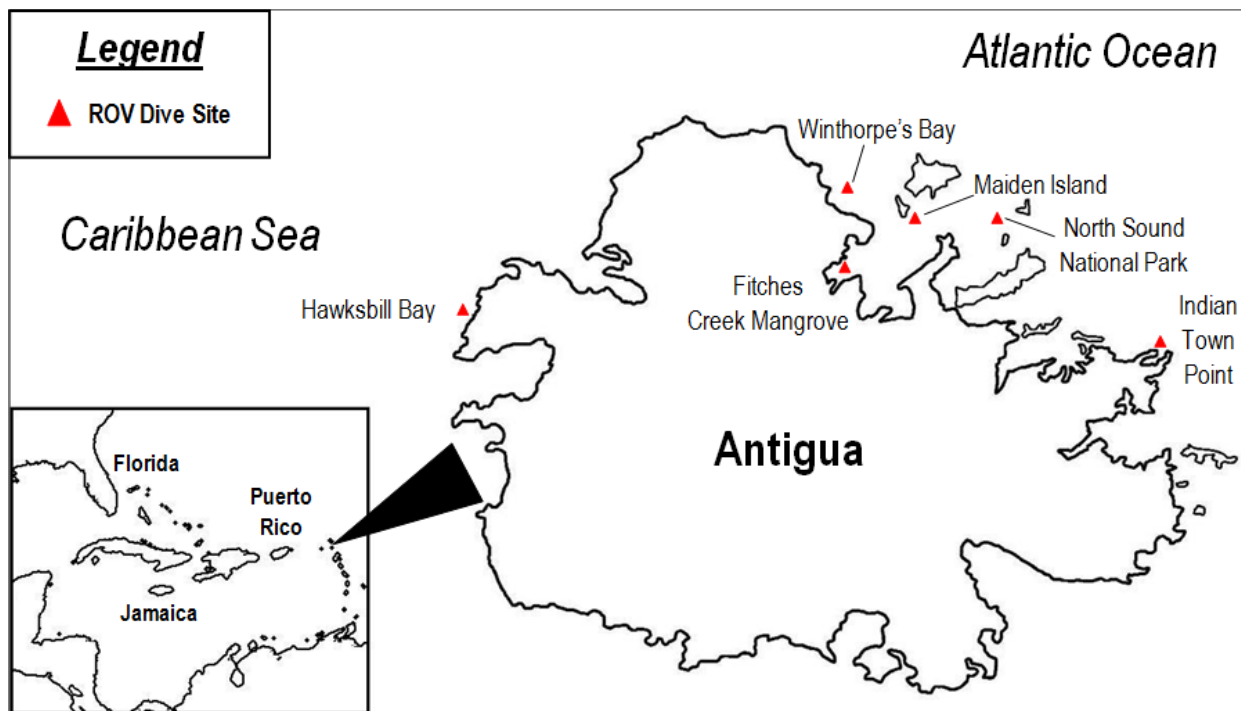 Legend
ROV Dive Site
Atlantic Ocean
Caribbean Sea
Winthorpe's Bay
Maiden Island
North Sound
National Park
Fitches
Creek Mangrove
Hawksbill Bay
Indian
Town
Point
Antigua
Florida
Puerto
Rico
Jamaica